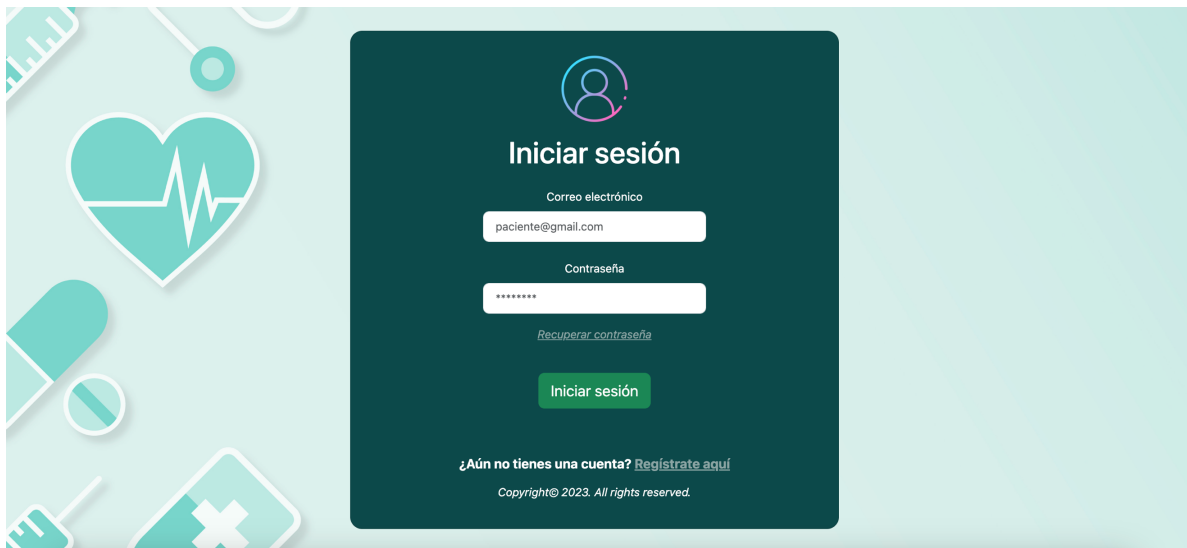 Iniciar sesión
Correo electrónico
paciente@gmail.com
Contraseña
********
Recuperar contraseña
Iniciar sesión
¿Aún no tienes una cuenta? Regístrate aquí
Copyright© 2023. All rights reserved.